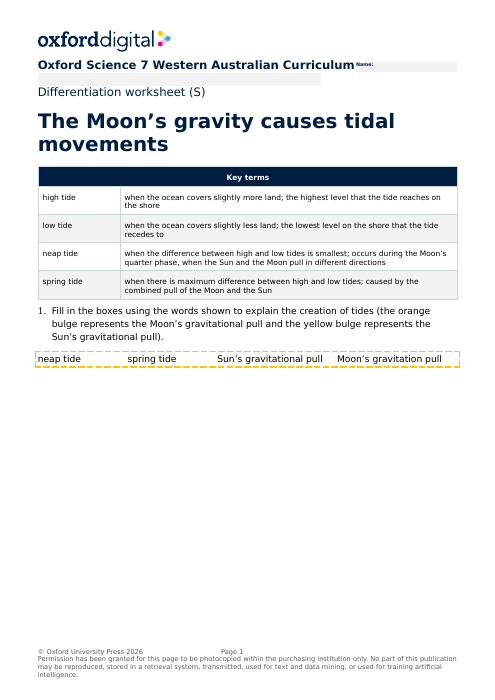 oxforddigital
Oxford Science 7 Western Australian Curriculum Name:
Differentiation worksheet (S)
The Moon’s gravity causes tidal
movements
Key terms
high tide when the ocean covers slightly more land; the highest level that the tide reaches on
the shore
low tide when the ocean covers slightly less land; the lowest level on the shore that the tide
recedes to
neap tide when the difference between high and low tides is smallest; occurs during the Moon’s
quarter phase, when the Sun and the Moon pull in different directions
spring tide when there is maximum difference between high and low tides; caused by the
combined pull of the Moon and the Sun
1. Fill in the boxes using the words shown to explain the creation of tides (the orange
bulge represents the Moon’s gravitational pull and the yellow bulge represents the
Sun’s gravitational pull).
neap tide spring tide Sun’s gravitational pull Moon’s gravitation pull
© Oxford University Press 2026 Page 1
Permission has been granted for this page to be photocopied within the purchasing institution only. No part of this publication
may be reproduced, stored in a retrieval system, transmitted, used for text and data mining, or used for training artificial
intelligence.